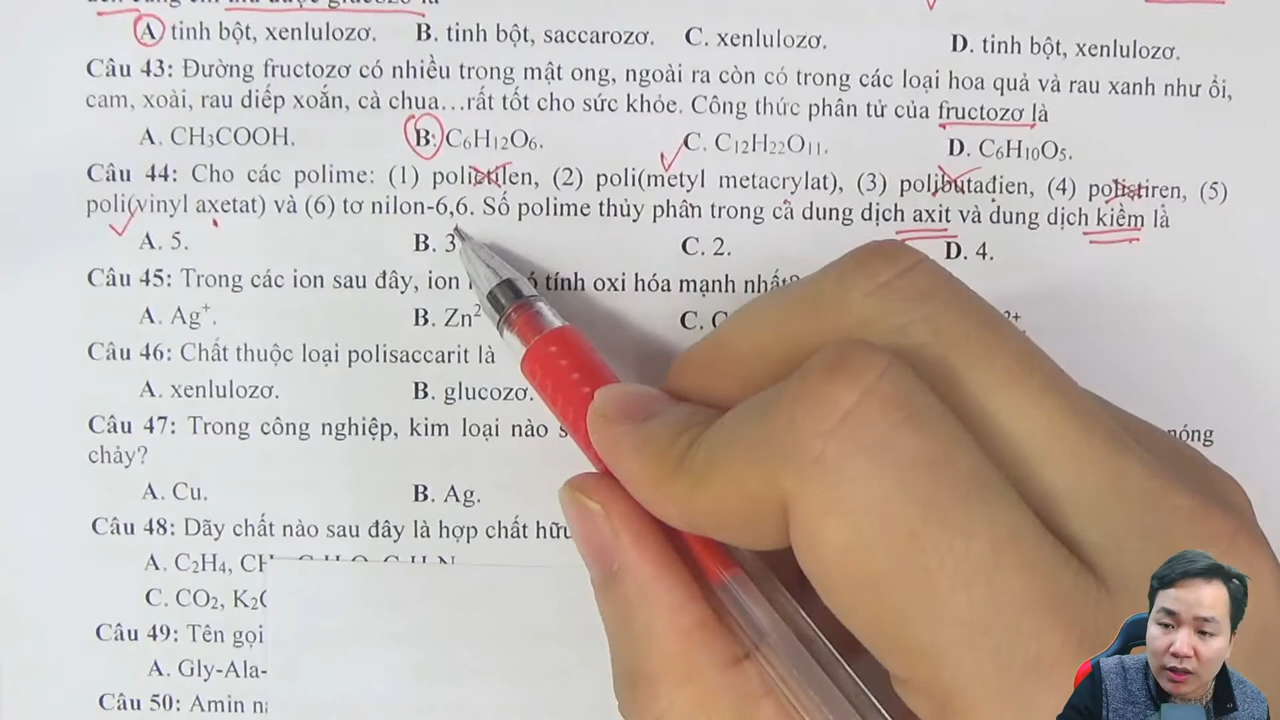 A tinh bột, xenlulozơ. B. tinh bột, saccarozơ. C. xenlulozơ. D. tinh bột, xenlulozơ.
Câu 43: Đường fructozơ có nhiều trong mật ong, ngoài ra còn có trong các loại hoa quả và rau xanh như ổi,
cam, xoài, rau diếp xoắn, cà chua…rất tốt cho sức khỏe. Công thức phân tử của fructozơ là
A. CH3COOH. B. C6H12O6. C. C12H22O11. D. C6H10O5.
Câu 44: Cho các polime: (1) polietilen, (2) poli(metyl metacrylat), (3) polibutađien, (4) polistiren, (5)
poli(vinyl axetat) và (6) tơ nilon-6,6. Số polime thủy phân trong cả dung dịch axit và dung dịch kiềm là
A. 5. B. 3 C. 2. D. 4.
Câu 45: Trong các ion sau đây, ion tính oxi hóa mạnh nhất?
A. Ag+. B. Zn2 C. 2+.
Câu 46: Chất thuộc loại polisaccarit là
A. xenlulozơ. B. glucozơ.
Câu 47: Trong công nghiệp, kim loại nào s nóng
chảy?
A. Cu. B. Ag.
Câu 48: Dãy chất nào sau đây là hợp chất hữu
A. C2H4,
C. CO2,
Câu 49: Tên gọi
A. Gly-Ala-
Câu 50: Amin